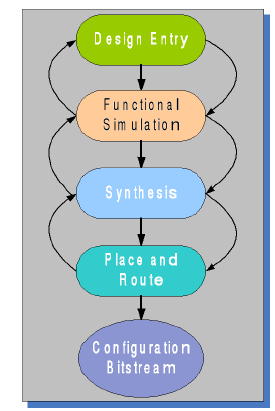 Design Entry
Functional
Simulation
Synthesis
Place and
Route
Configuration
Bitstream